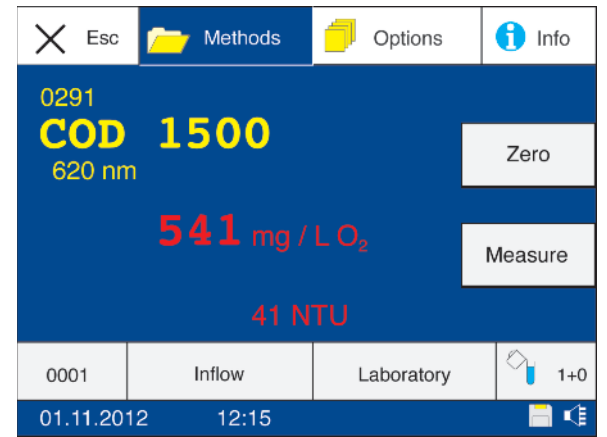 Esc Methods Options Info
0291
COD 1500
620 nm
Zero
541 mg / L O₂
Measure
41 NTU
0001 Inflow Laboratory 1+0
01.11.2012 12:15